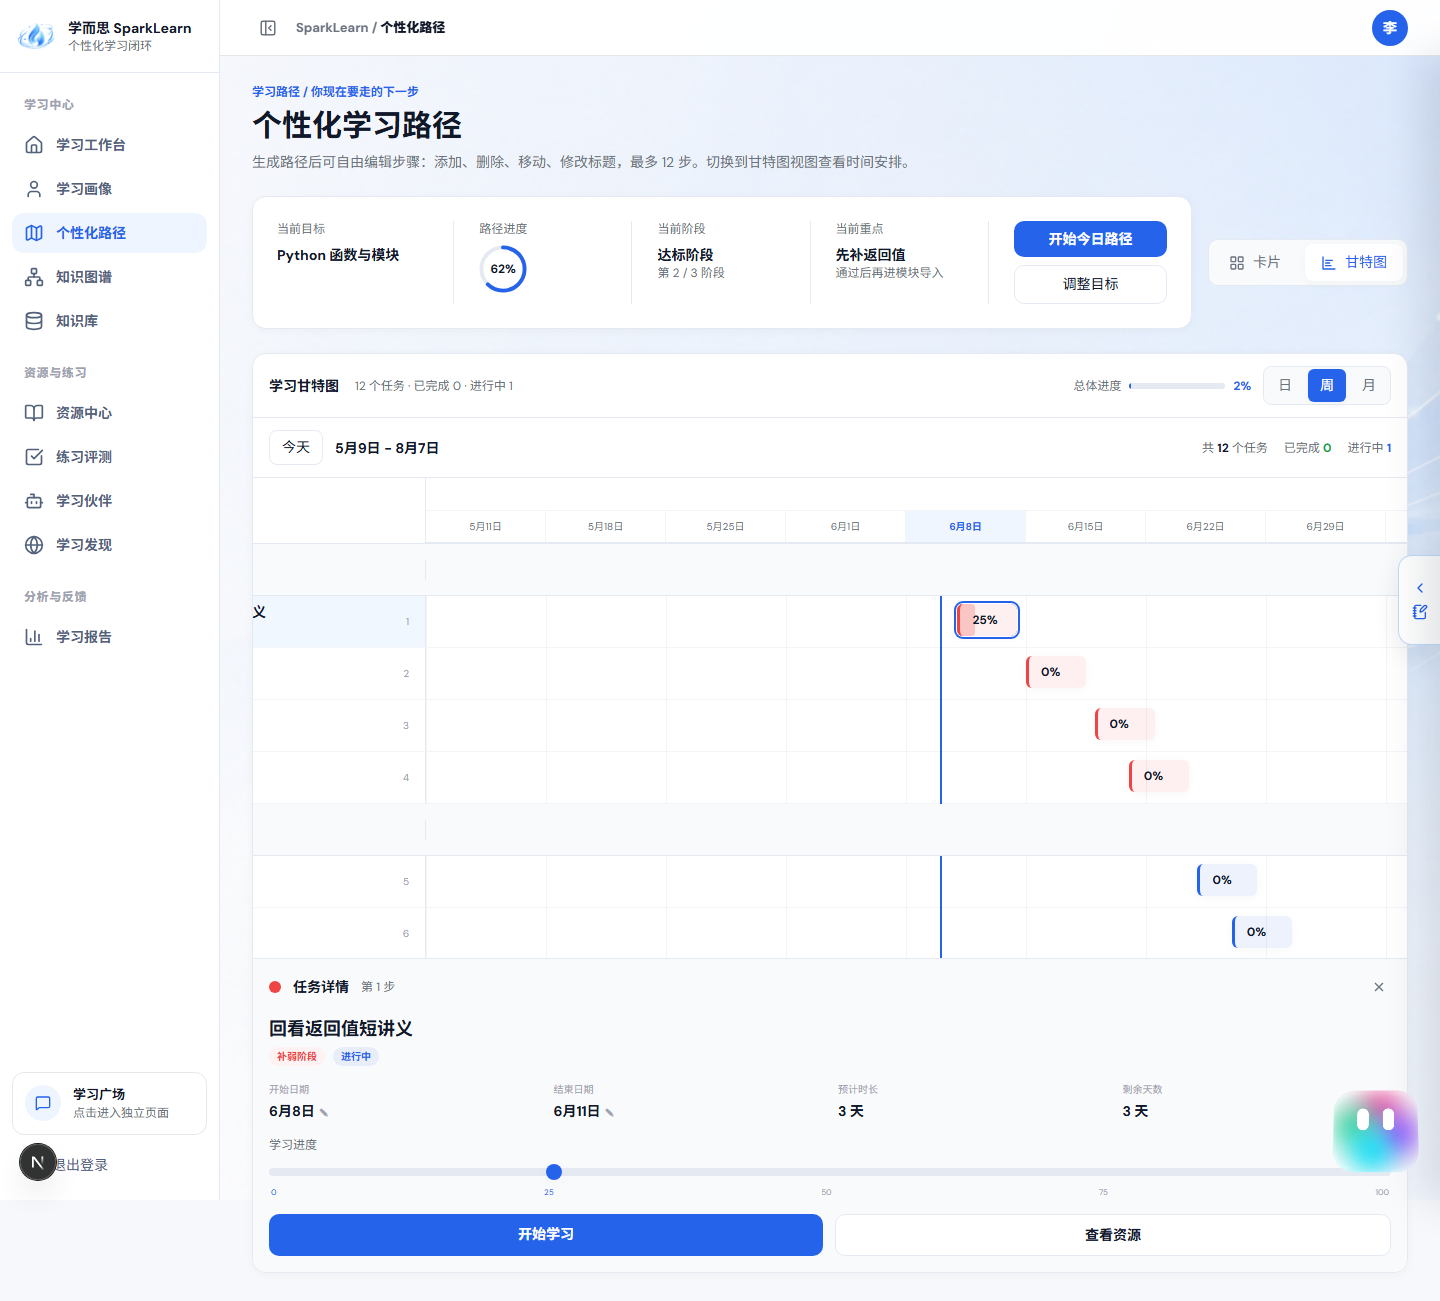 学而思 SparkLearn
个性化学习闭环
SparkLearn / 个性化路径
李
学习中心
学习工作台
学习画像
个性化路径
知识图谱
知识库
资源与练习
资源中心
练习评测
学习伙伴
学习发现
分析与反馈
学习报告
学习广场
点击进入独立页面
N
退出登录
学习路径 / 你现在要走的下一步
个性化学习路径
生成路径后可自由编辑步骤：添加、删除、移动、修改标题，最多 12 步。切换到甘特图视图查看时间安排。
当前目标
Python 函数与模块
路径进度
62%
当前阶段
达标阶段
第 2 / 3 阶段
当前重点
先补返回值
通过后再进模块导入
开始今日路径
调整目标
卡片
甘特图
学习甘特图 12 个任务 · 已完成 0 · 进行中 1
总体进度 2%
日 周 月
今天 5月9日 - 8月7日
共 12 个任务 已完成 0 进行中 1
5月11日 5月18日 5月25日 6月1日 6月8日 6月15日 6月22日 6月29日
义
1 25%
2 0%
3 0%
4 0%
5 0%
6 0%
任务详情 第 1 步
回看返回值短讲义
补弱阶段 进行中
开始日期 结束日期 预计时长 剩余天数
6月8日 6月11日 3 天 3 天
学习进度
0 25 50 75 100
开始学习 查看资源